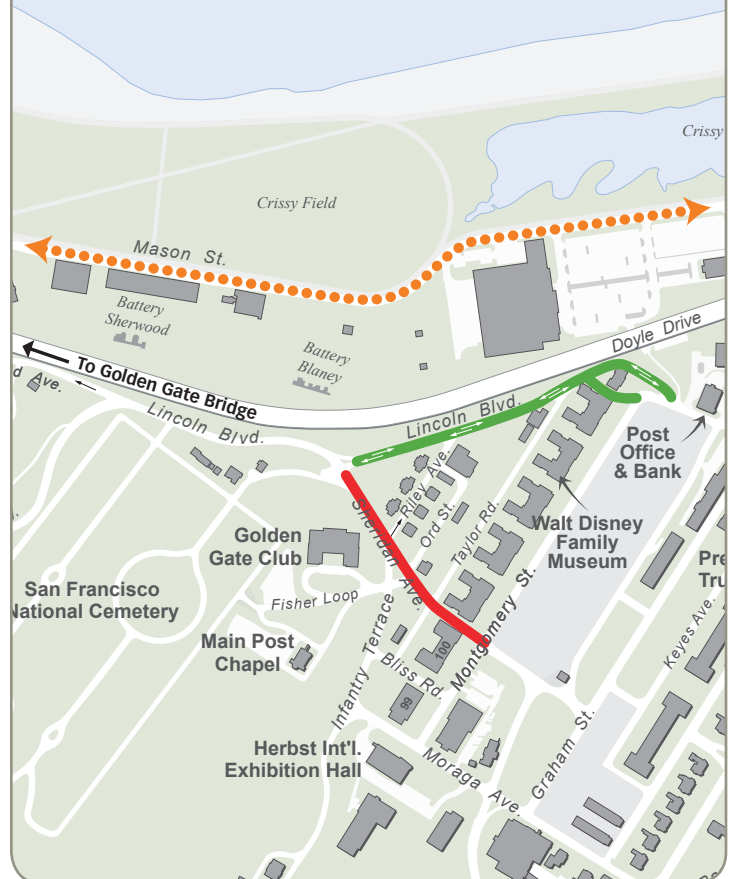 Crissy
Crissy Field
Mason St.
Battery
Sherwood
Battery
Blaney
Doyle Drive
d Ave.
To Golden Gate Bridge
Lincoln Blvd.
Lincoln Blvd.
Post
Office
& Bank
Riley Ave.
Ord St.
Taylor Rd.
Sheridan Ave.
Walt Disney
Family
Museum
Golden
Gate Club
Pre
Tru
San Francisco
National Cemetery
Fisher Loop
Main Post
Chapel
Infantry Terrace
100
Montgomery St.
Keyes Ave.
Bliss Rd.
99
Herbst Int'l.
Exhibition Hall
Moraga Ave.
Graham St.